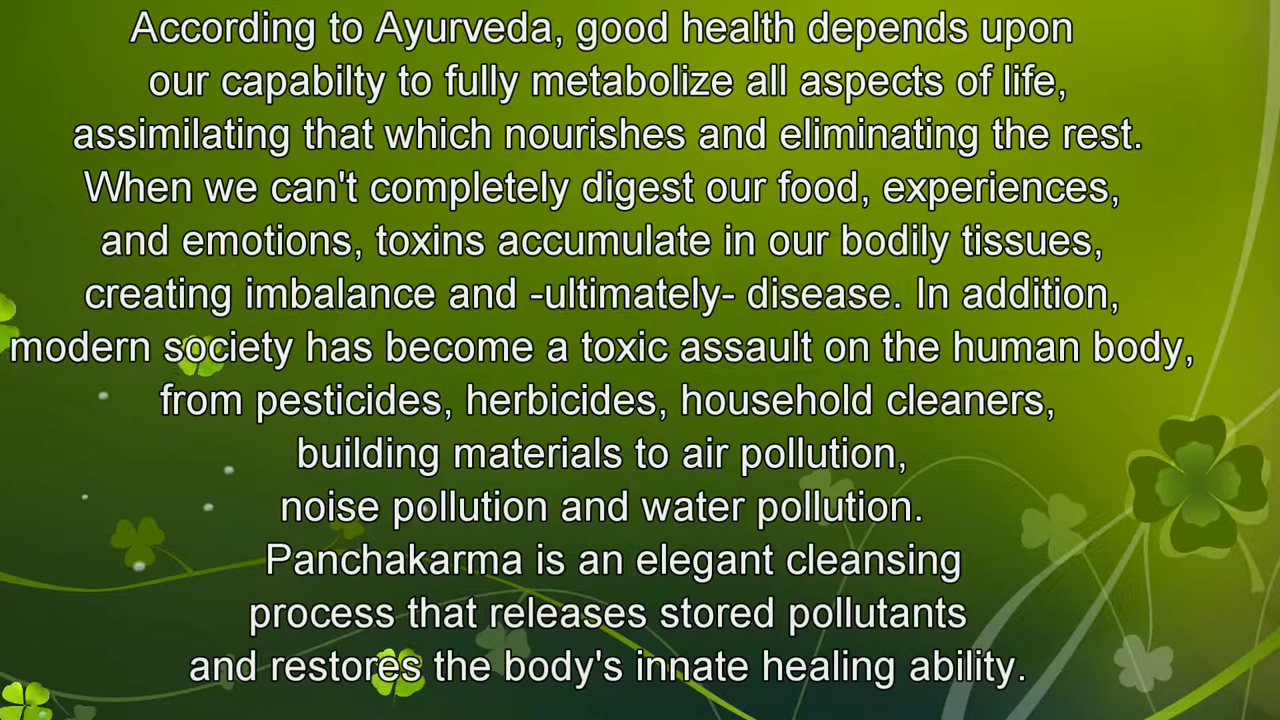 According to Ayurveda, good health depends upon
our capabilty to fully metabolize all aspects of life,
assimilating that which nourishes and eliminating the rest.
When we can't completely digest our food, experiences,
and emotions, toxins accumulate in our bodily tissues,
creating imbalance and -ultimately- disease. In addition,
modern society has become a toxic assault on the human body,
from pesticides, herbicides, household cleaners,
building materials to air pollution,
noise pollution and water pollution.
Panchakarma is an elegant cleansing
process that releases stored pollutants
and restores the body's innate healing ability.